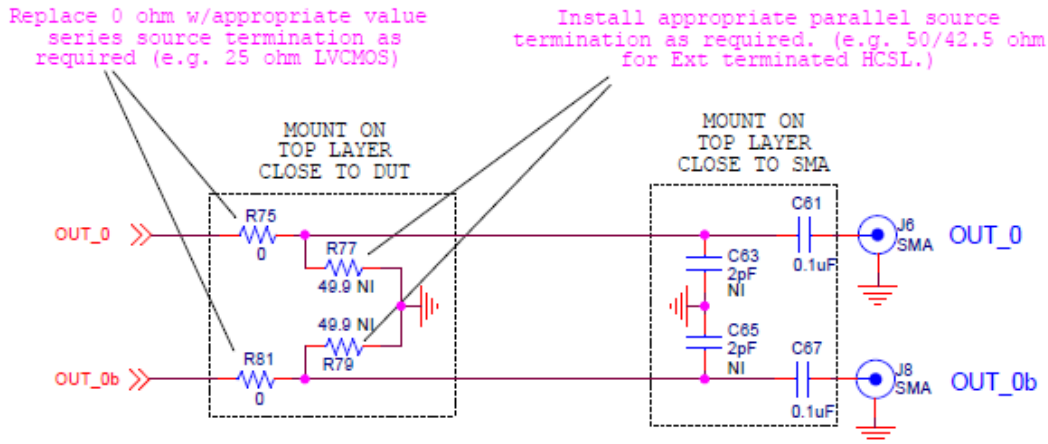 Replace 0 ohm w/appropriate value
series source termination as
required (e.g. 25 ohm LVCMOS)
Install appropriate parallel source
termination as required. (e.g. 50/42.5 ohm
for Ext terminated HCSL.)
MOUNT ON
TOP LAYER
CLOSE TO DUT
MOUNT ON
TOP LAYER
CLOSE TO SMA
OUT_0
R75
0
R77
49.9 NI
49.9 NI
R79
OUT_0b
R81
0
C61
0.1uF
C63
2pF
NI
C65
2pF
NI
C67
0.1uF
J6
SMA
OUT_0
J8
SMA
OUT_0b